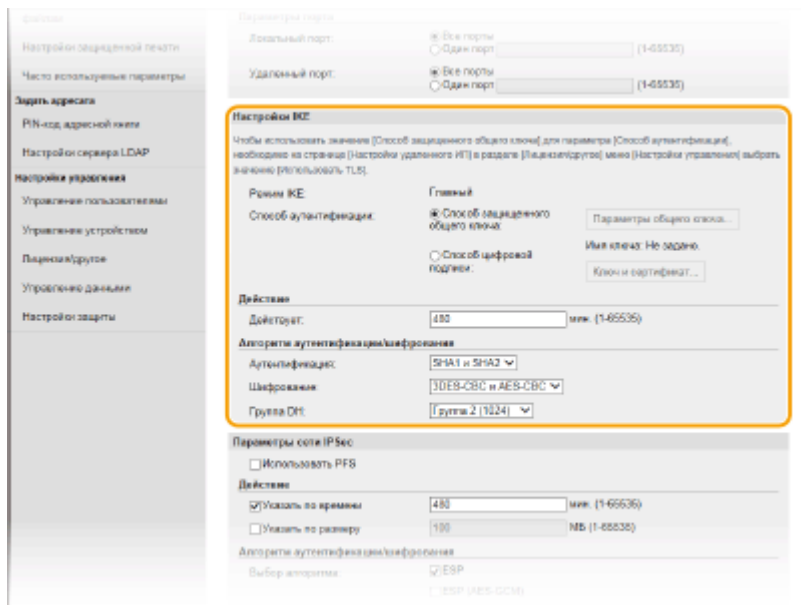 Настройки защищенной печати
Часто используемые параметры
Задать адресата
PIN-код адресной книги
Настройки сервера LDAP
Настройки управления
Управление пользователями
Управление устройством
Лицензия/другое
Управление данными
Настройки защиты
Параметры порта
Локальный порт:
Все порты
Один порт
(1-65535)
Удаленный порт:
Все порты
Один порт
(1-65535)
Настройки IKE
Чтобы использовать значение [Способ защищенного общего ключа] для параметра [Способ аутентификации],
необходимо на странице [Настройки удаленного ИП] в разделе [Лицензия/другое] меню [Настройки управления] выбрать
значение [Использовать TLS].
Режим IKE: Главный
Способ аутентификации: Способ защищенного
общего ключа: Параметры общего ключа...
Имя ключа: Не задано.
Способ цифровой
подписи: Ключ и сертификат...
Действие
Действует: 480 мин. (1-65535)
Алгоритм аутентификации/шифрования
Аутентификация: SHA1 и SHA2
Шифрование: 3DES-CBC и AES-CBC
Группа DH: Группа 2 (1024)
Параметры сети IPSec
Использовать PFS
Действие
Указать по времени 480 мин. (1-65535)
Указать по размеру 100 МБ (1-65535)
Алгоритм аутентификации/шифрования
Выбор алгоритма: ESP
ESP (AES-GCM)